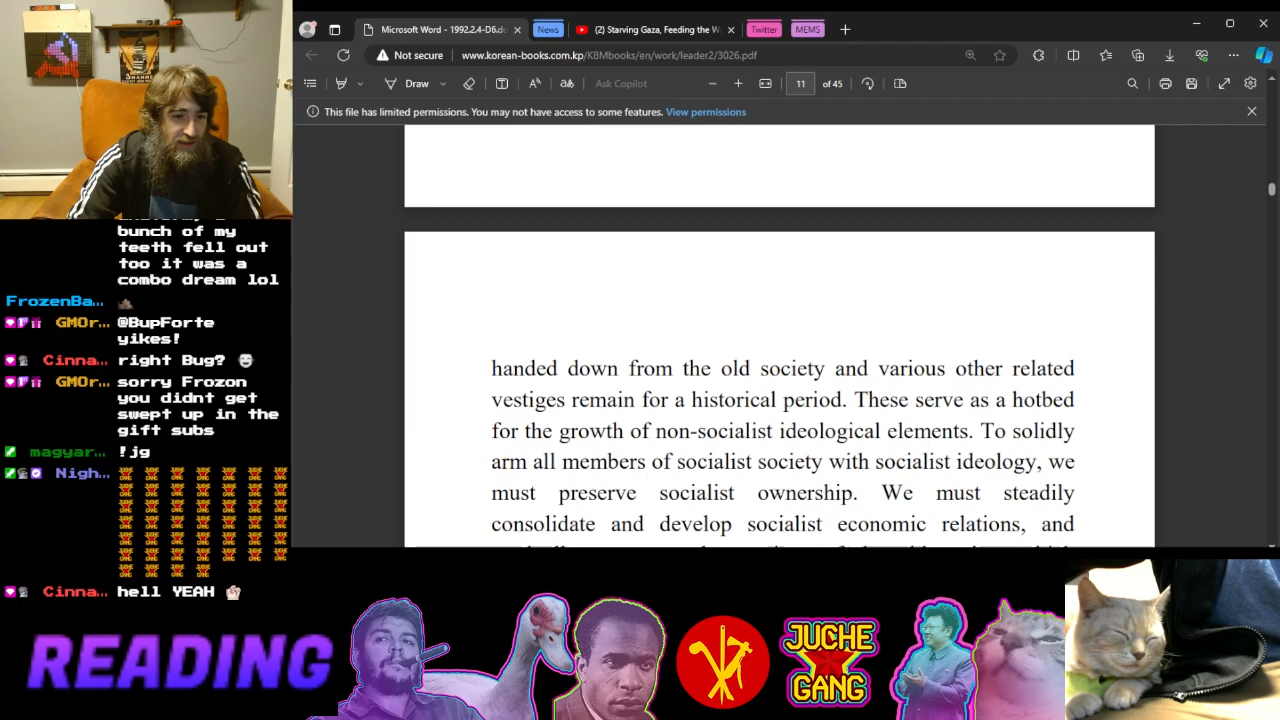 Microsoft Word - 1992.2.4-D6.do
News
(2) Starving Gaza, Feeding the W
Twitter
MEMS
Not secure
www.korean-books.com.kp/KBMbooks/en/work/leader2/3026.pdf
Draw
Ask Copilot
11
of 45
This file has limited permissions. You may not have access to some features. View permissions
bunch of my
teeth fell out
too it was a
combo dream lol
FrozenBa...
GMOr... @BupForte
yikes!
Cinna... right Bug?
GMOr... sorry Frozon
you didnt get
swept up in the
gift subs
magyar... !jg
Nigh...
Cinna... hell YEAH
handed down from the old society and various other related
vestiges remain for a historical period. These serve as a hotbed
for the growth of non-socialist ideological elements. To solidly
arm all members of socialist society with socialist ideology, we
must preserve socialist ownership. We must steadily
consolidate and develop socialist economic relations, and
READING
JUCHE
GANG